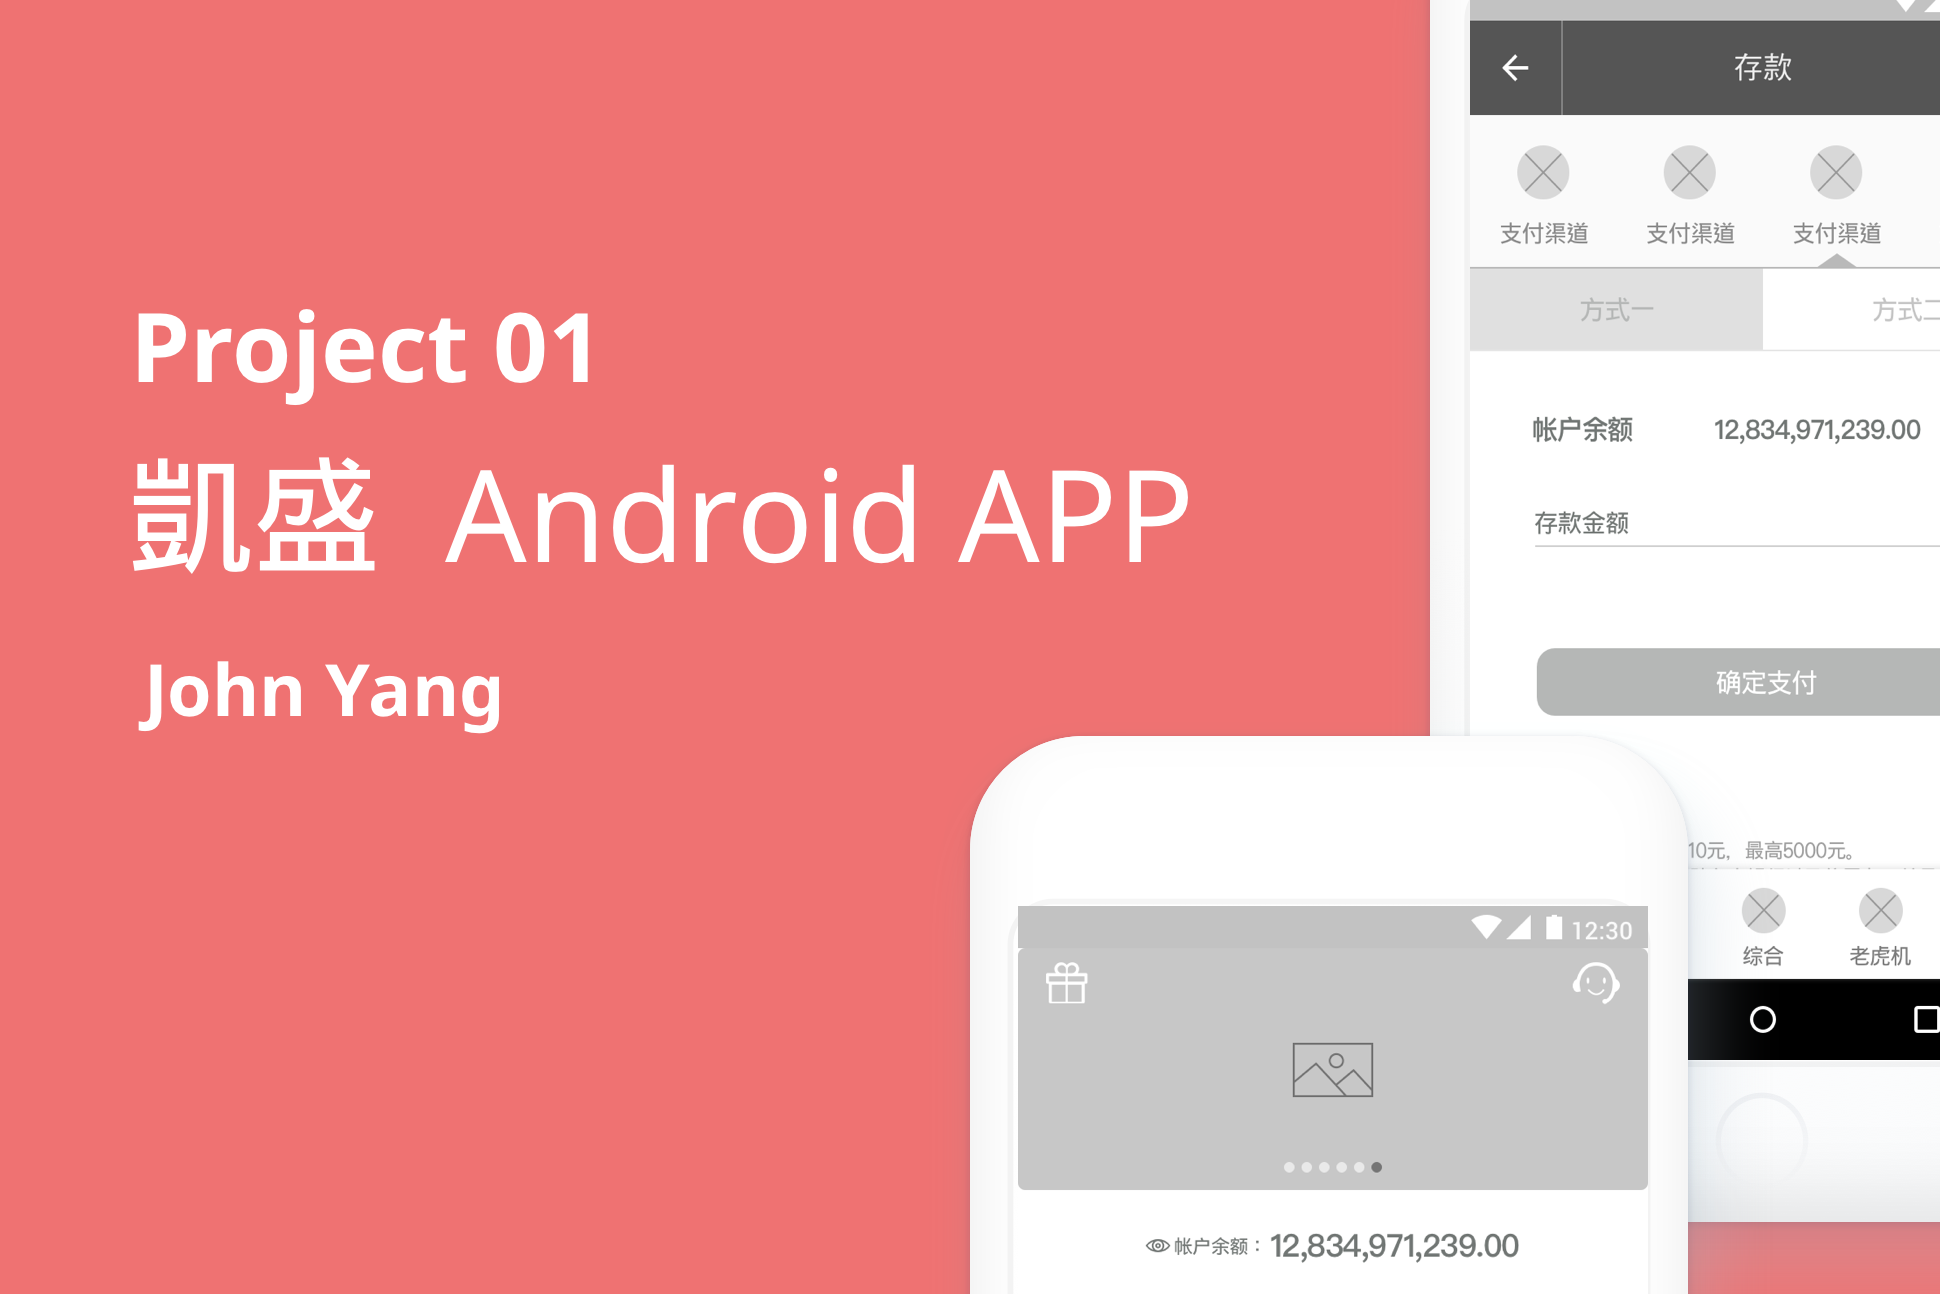 Project 01
凱盛 Android APP
John Yang
存款
支付渠道 支付渠道 支付渠道
方式一 方式二
帐户余额 12,834,971,239.00
存款金额
确定支付
10元，最高5000元。
综合 老虎机
12:30
帐户余额：12,834,971,239.00